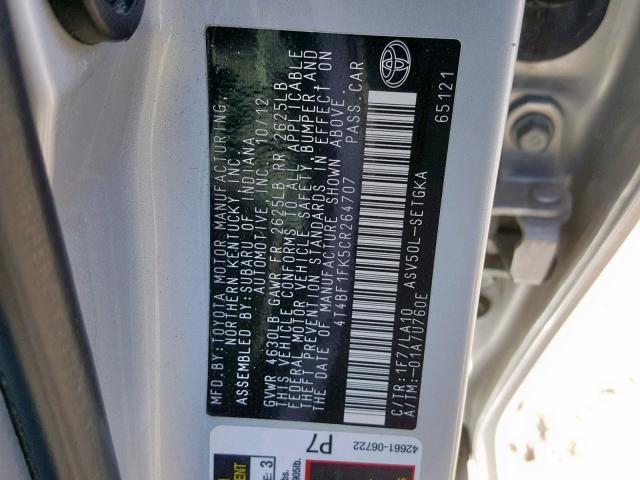 MFD.BY:TOYOTA MOTOR MANUFACTURING,
NORTHERN KENTUCKY INC.
ASSEMBLED BY:SUBARU OF INDIANA
AUTOMOTIVE, INC. 10/12
GVWR 4630LB GAWR FR 2625LB RR 2625LB
THIS VEHICLE CONFORMS TO ALL APPLICABLE
FEDERAL MOTOR VEHICLE SAFETY, BUMPER, AND
THEFT PREVENTION STANDARDS IN EFFECT ON
THE DATE OF MANUFACTURE SHOWN ABOVE.
4T4BF1FK5CR264707 PASS.CAR
C/TR:1F7/LA10 ASV50L-SETGKA
A/TM:-01A/U760E
65121
42661-06722
P7
3
905lb.